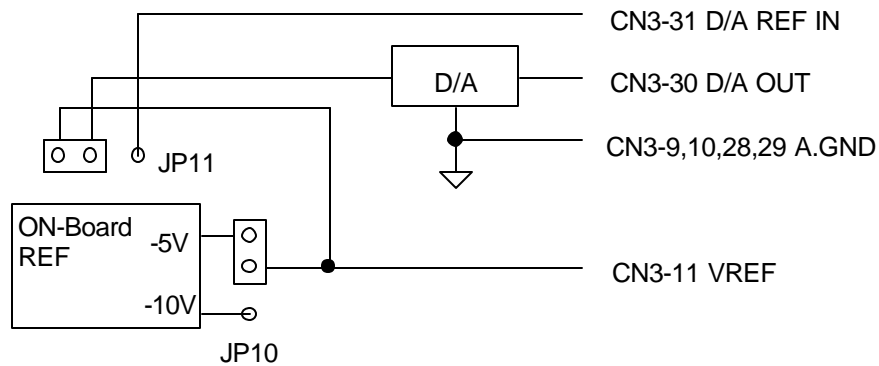 CN3-31 D/A REF IN
D/A
CN3-30 D/A OUT
CN3-9,10,28,29 A.GND
JP11
ON-Board
REF
-5V
-10V
CN3-11 VREF
JP10